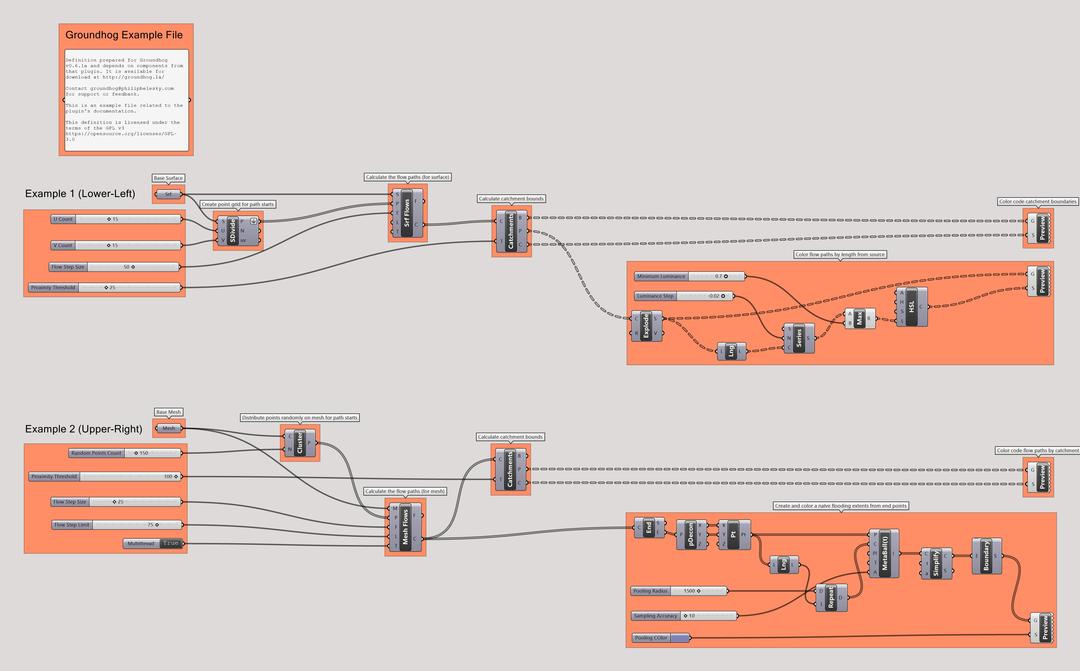 Groundhog Example File
Definition prepared for Groundhog
v0.6.1a and depends on components from
that plugin. It is available for
download at http://groundhog.la/
Contact groundhog@philipbelesky.com
for support or feedback.
This is an example file related to the
plugin's documentation.
This definition is licensed under the
terms of the GPL v3
https://opensource.org/licenses/GPL-
3.0
Example 1 (Lower-Left)
Base Surface
Srf
Create point grid for path starts
SDivide
U Count
15
V Count
15
Flow Step Size
50
Proximity Threshold
25
Calculate the flow paths (for surface)
Srf Flows
Calculate catchment bounds
Catchments
Color code catchment boundaries
Preview
Color flow paths by length from source
Minimum Luminance
0.7
Luminance Step
-0.02
Explode
Lng
Series
Max
HSL
Preview
Example 2 (Upper-Right)
Base Mesh
Mesh
Distribute points randomly on mesh for path starts
Random Points Count
150
Proximity Threshold
100
Flow Step Size
25
Flow Step Limit
75
Multithread
True
Calculate the flow paths (for mesh)
Mesh Flows
Calculate catchment bounds
Catchments
Color code flow paths by catchment
Preview
Create and color a naive flooding extents from end points
End
pDecon
Pt
Lng
Repeat
MetaBall(t)
Simplify
Boundary
Pooling Radius
1500
Sampling Accuracy
10
Pooling COlor
Preview